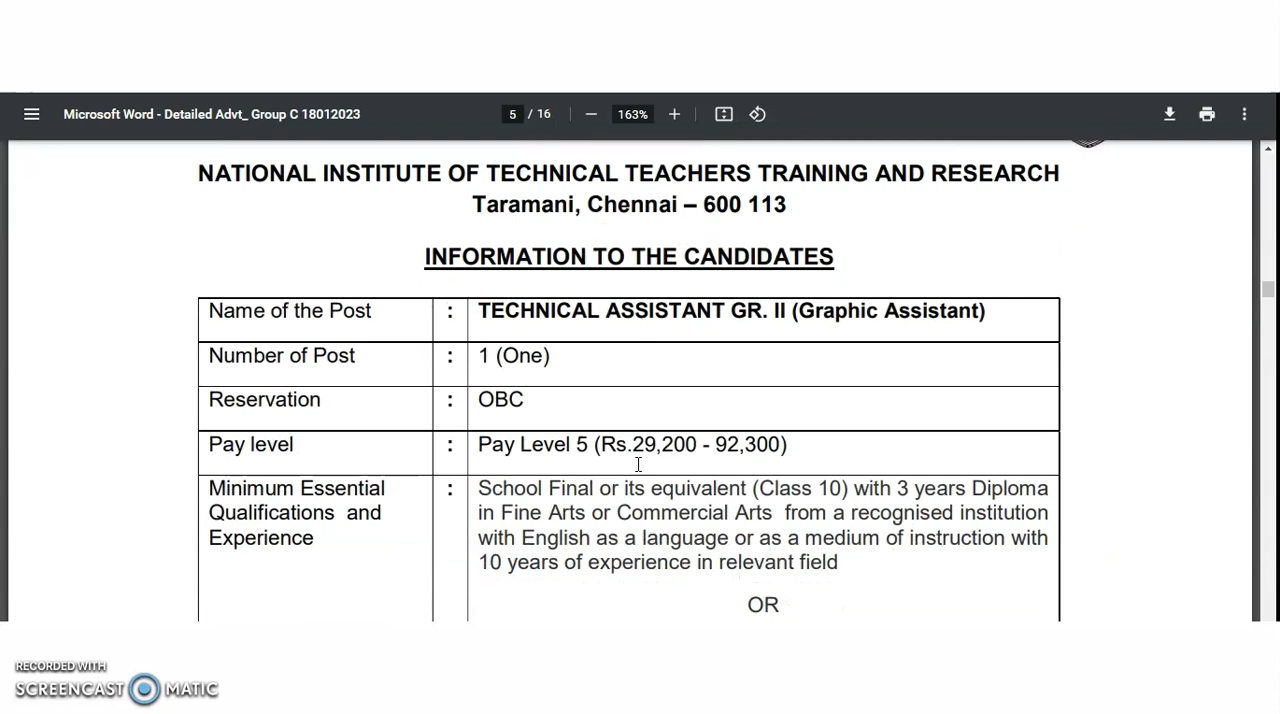 Microsoft Word - Detailed Advt_ Group C 18012023
5 / 16
163%
NATIONAL INSTITUTE OF TECHNICAL TEACHERS TRAINING AND RESEARCH
Taramani, Chennai – 600 113
INFORMATION TO THE CANDIDATES
Name of the Post : TECHNICAL ASSISTANT GR. II (Graphic Assistant)
Number of Post : 1 (One)
Reservation : OBC
Pay level : Pay Level 5 (Rs.29,200 - 92,300)
Minimum Essential : School Final or its equivalent (Class 10) with 3 years Diploma
Qualifications and in Fine Arts or Commercial Arts from a recognised institution
Experience with English as a language or as a medium of instruction with
10 years of experience in relevant field
OR
RECORDED WITH
SCREENCAST MATIC